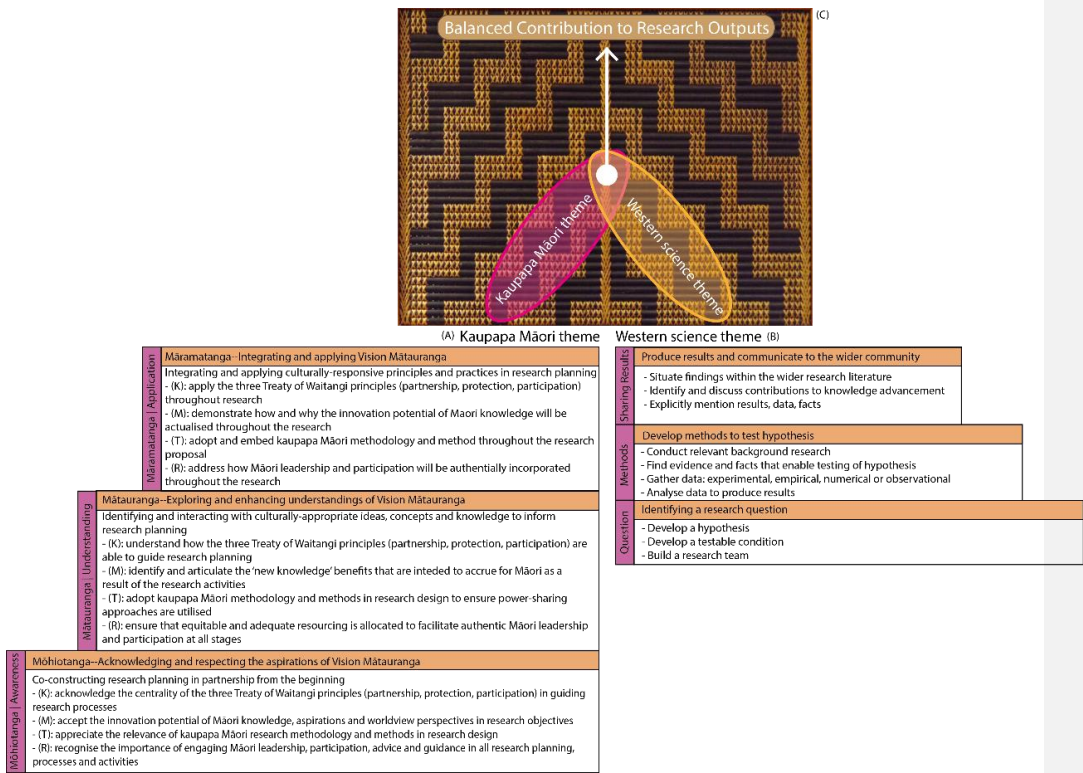 Balanced Contribution to Research Outputs
(C)
Kaupapa Māori theme
Western science theme
(A) Kaupapa Māori theme
Western science theme (B)
Māramatanga | Application
Māramatanga--Integrating and applying Vision Mātauranga
Integrating and applying culturally-responsive principles and practices in research planning
- (K): apply the three Treaty of Waitangi principles (partnership, protection, participation)
throughout research
- (M): demonstrate how and why the innovation potential of Maori knowledge will be
actualised throughout the research
- (T): adopt and embed kaupapa Māori methodology and method throughout the research
proposal
- (R): address how Māori leadership and participation will be authentially incorporated
throughout the research
Mātauranga | Understanding
Mātauranga--Exploring and enhancing understandings of Vision Mātauranga
Identifying and interacting with culturally-appropriate ideas, concepts and knowledge to inform
research planning
- (K): understand how the three Treaty of Waitangi principles (partnership, protection, participation) are
able to guide research planning
- (M): identify and articulate the 'new knowledge' benefits that are inteded to accrue for Māori as a
result of the research activities
- (T): adopt kaupapa Māori methodology and methods in research design to ensure power-sharing
approaches are utilised
- (R): ensure that equitable and adequate resourcing is allocated to facilitate authentic Māori leadership
and participation at all stages
Mōhiotanga | Awareness
Mōhiotanga--Acknowledging and respecting the aspirations of Vision Mātauranga
Co-constructing research planning in partnership from the beginning
- (K): acknowledge the centrality of the three Treaty of Waitangi principles (partnership, protection, participation) in guiding
research processes
- (M): accept the innovation potential of Māori knowledge, aspirations and worldview perspectives in research objectives
- (T): appreciate the relevance of kaupapa Māori research methodology and methods in research design
- (R): recognise the importance of engaging Māori leadership, participation, advice and guidance in all research planning,
processes and activities
Sharing Results
Produce results and communicate to the wider community
- Situate findings within the wider research literature
- Identify and discuss contributions to knowledge advancement
- Explicitly mention results, data, facts
Methods
Develop methods to test hypothesis
- Conduct relevant background research
- Find evidence and facts that enable testing of hypothesis
- Gather data: experimental, empirical, numerical or observational
- Analyse data to produce results
Question
Identifying a research question
- Develop a hypothesis
- Develop a testable condition
- Build a research team